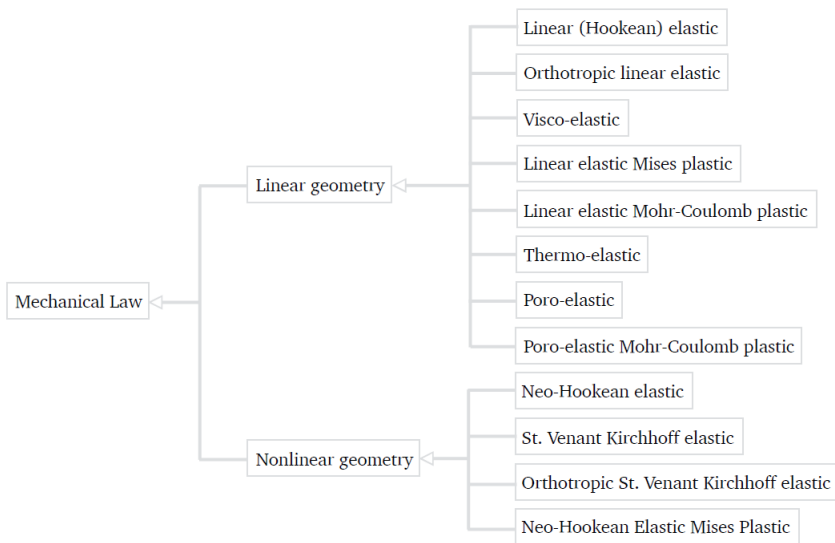 Mechanical Law
Linear geometry
Linear (Hookean) elastic
Orthotropic linear elastic
Visco-elastic
Linear elastic Mises plastic
Linear elastic Mohr-Coulomb plastic
Thermo-elastic
Poro-elastic
Poro-elastic Mohr-Coulomb plastic
Nonlinear geometry
Neo-Hookean elastic
St. Venant Kirchhoff elastic
Orthotropic St. Venant Kirchhoff elastic
Neo-Hookean Elastic Mises Plastic